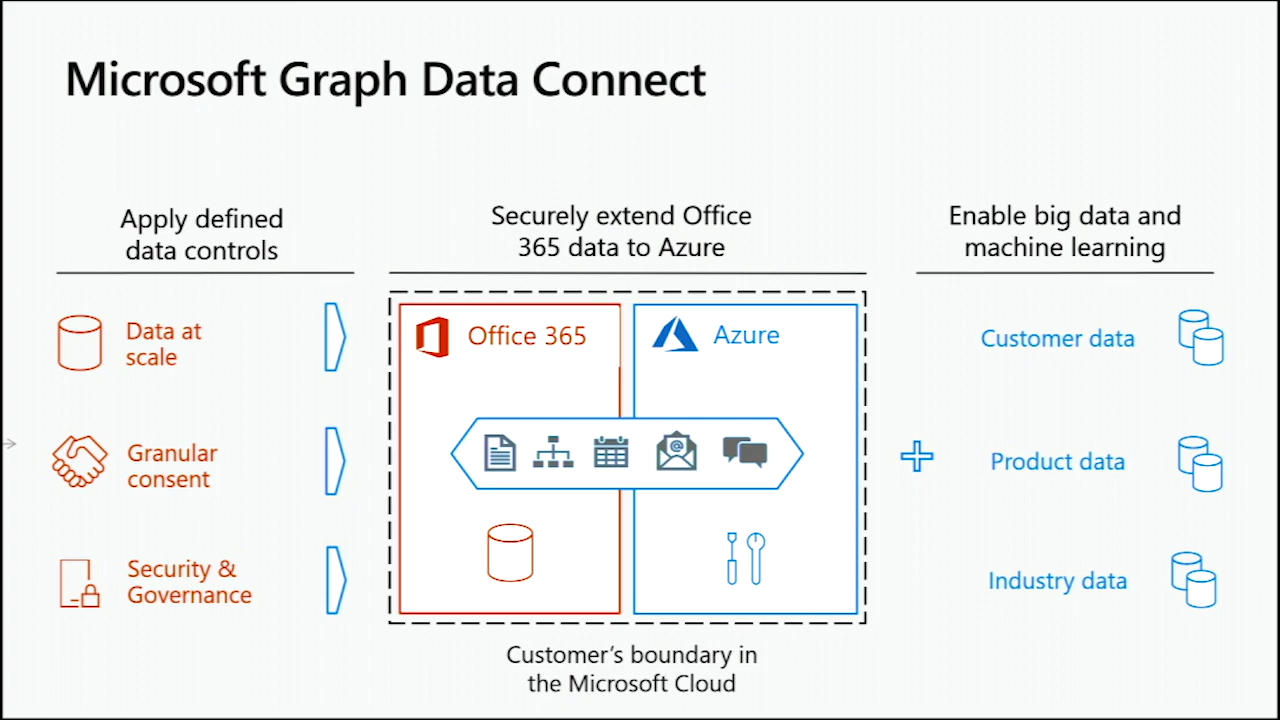 Microsoft Graph Data Connect
Apply defined
data controls
Data at
scale
Granular
consent
Security &
Governance
Securely extend Office
365 data to Azure
Office 365
Azure
@
Customer's boundary in
the Microsoft Cloud
Enable big data and
machine learning
Customer data
Product data
Industry data